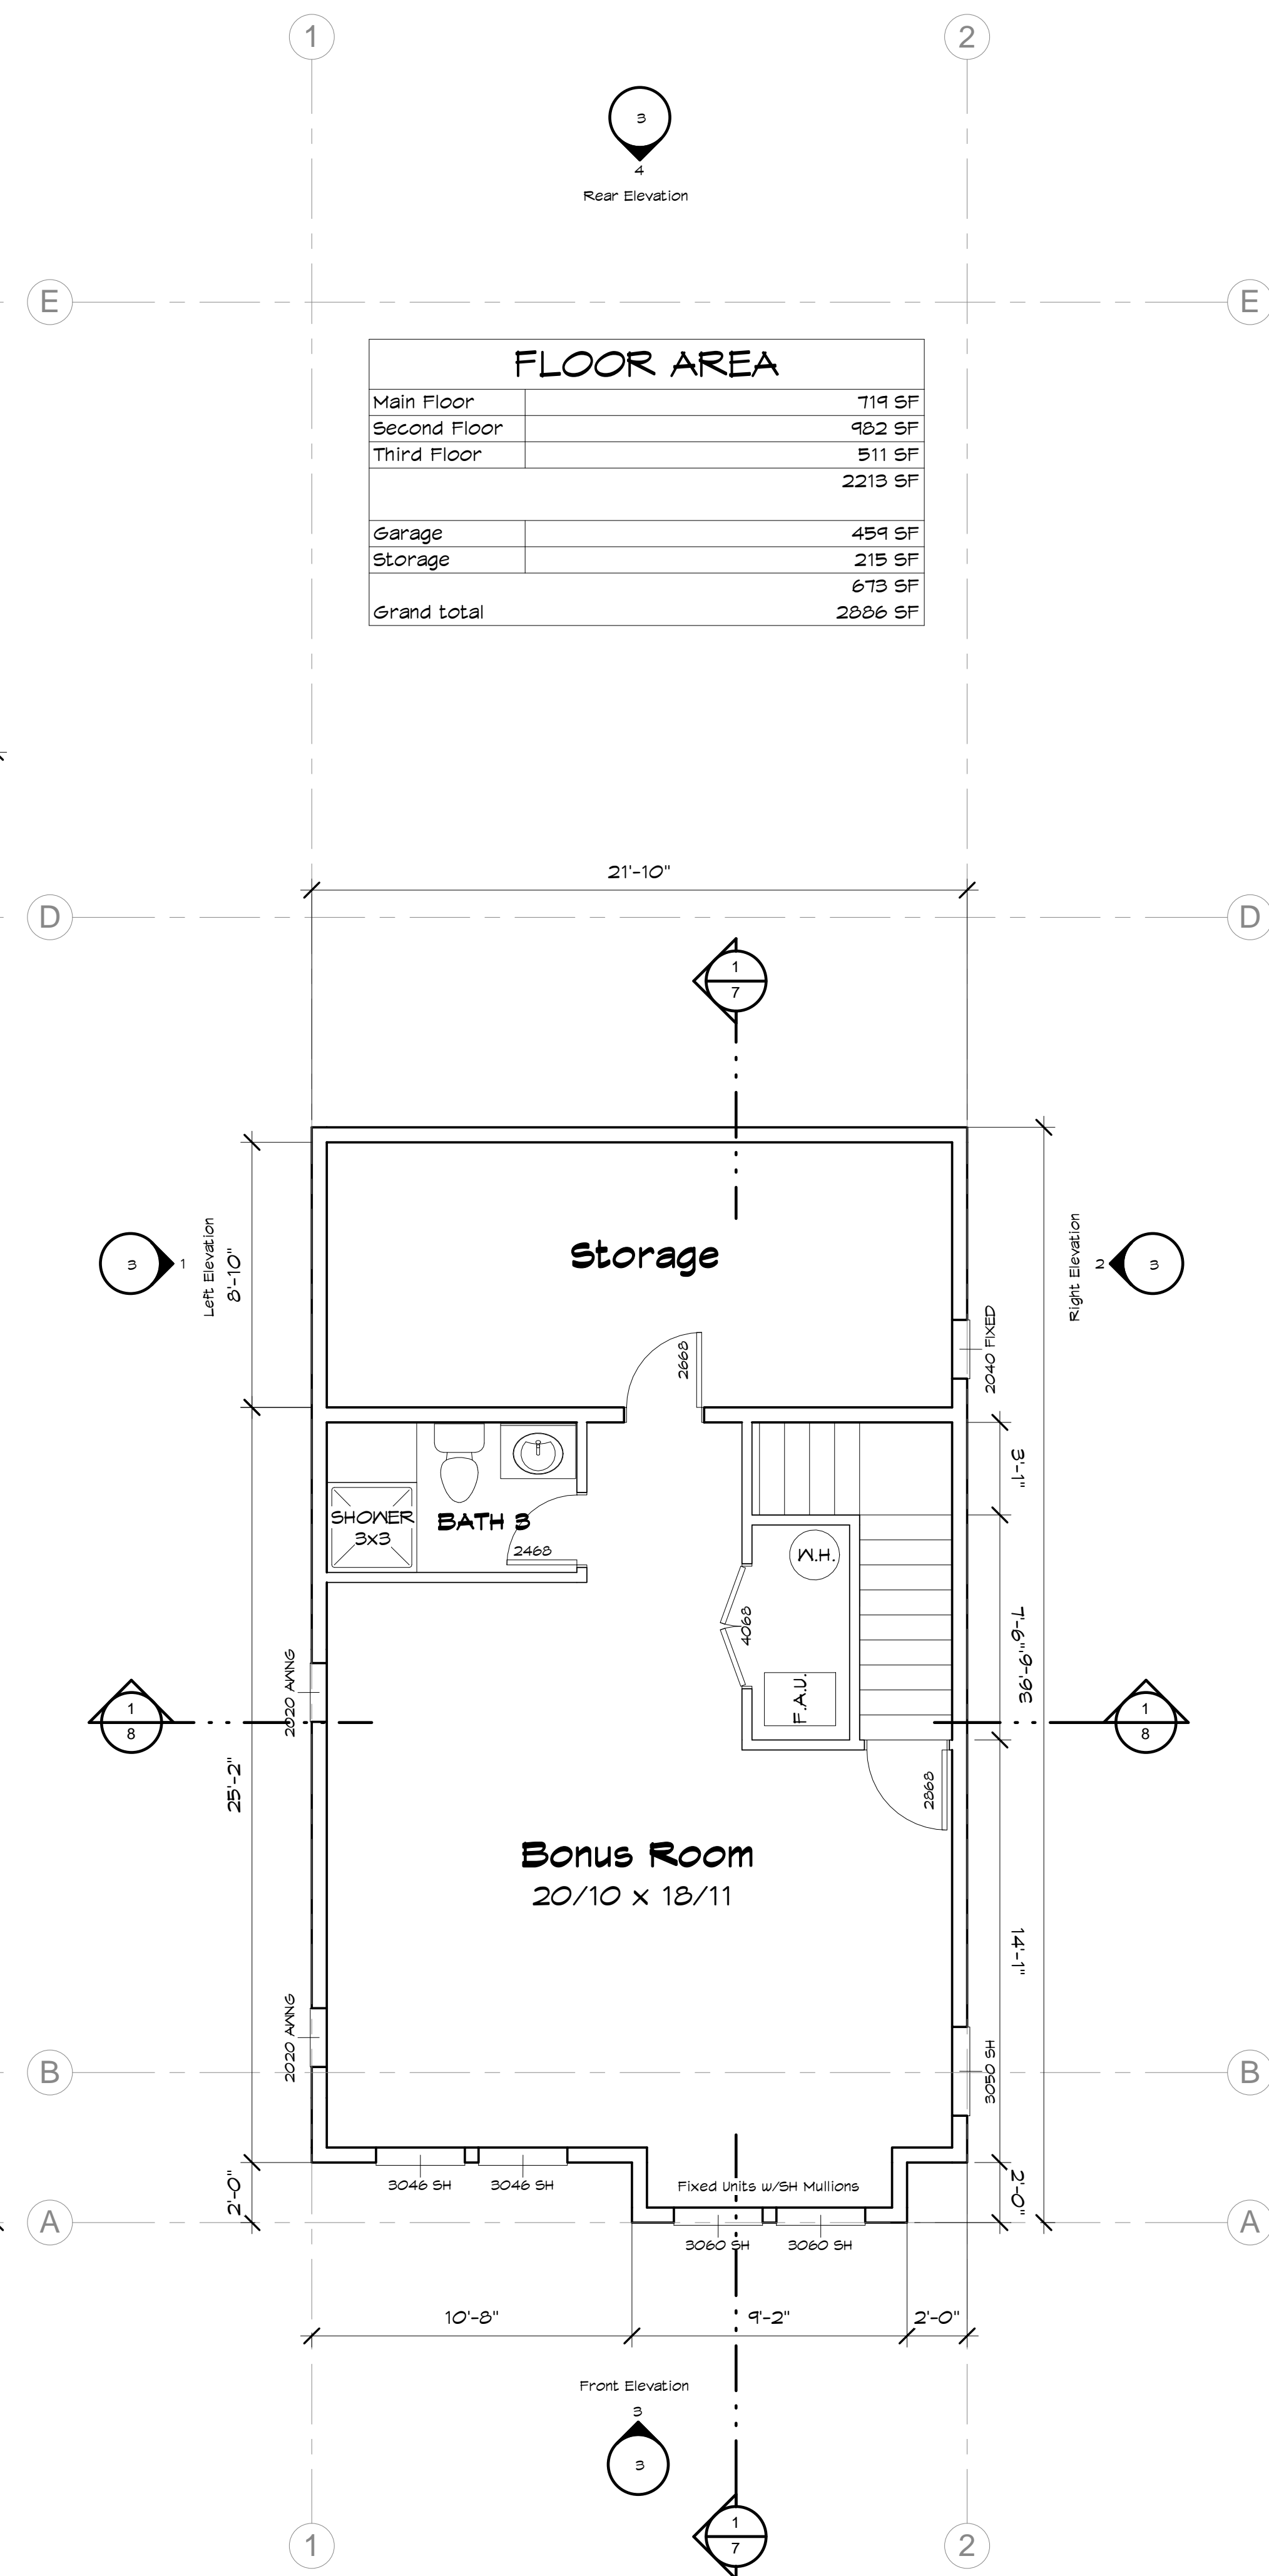 1
2
3
4
Rear Elevation
E
E
FLOOR AREA
Main Floor 719 SF
Second Floor 982 SF
Third Floor 511 SF
2213 SF
Garage 459 SF
Storage 215 SF
673 SF
Grand total 2886 SF
21'-10"
D
D
1
7
Storage
Left Elevation
3
1
8'-10"
Right Elevation
2
3
2040 FIXED
2668
3'-1"
SHOWER
3x3
BATH 3
2468
W.H.
4068
F.A.U.
7'-6"
36'-6"
2020 AWNG
1
8
1
8
25'-2"
2868
Bonus Room
20/10 x 18/11
14'-1"
2020 AWNG
B
B
3050 SH
3046 SH
3046 SH
Fixed Units w/SH Mullions
2'-0"
2'-0"
A
A
3060 SH
3060 SH
10'-8"
9'-2"
2'-0"
Front Elevation
3
3
1
7
1
2